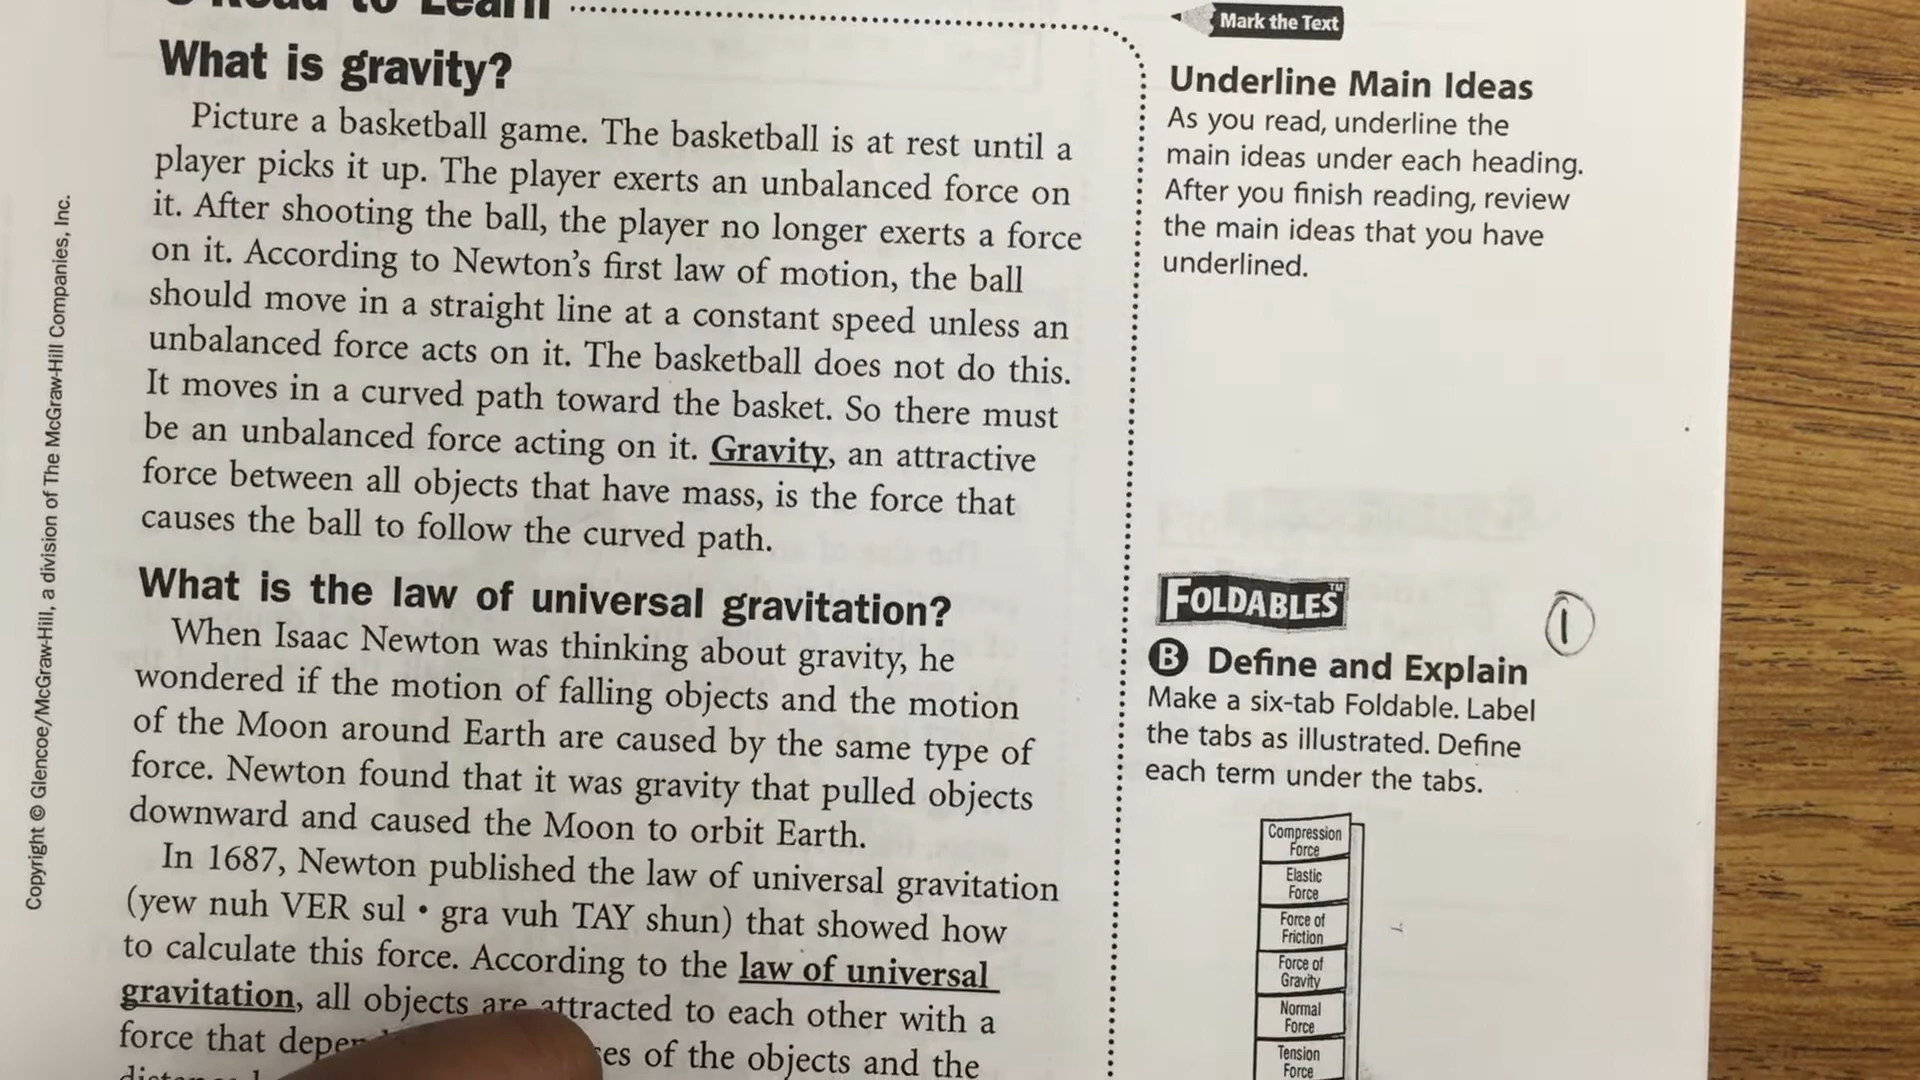 Read to Learn
What is gravity?
Picture a basketball game. The basketball is at rest until a
player picks it up. The player exerts an unbalanced force on
it. After shooting the ball, the player no longer exerts a force
on it. According to Newton's first law of motion, the ball
should move in a straight line at a constant speed unless an
unbalanced force acts on it. The basketball does not do this.
It moves in a curved path toward the basket. So there must
be an unbalanced force acting on it. Gravity, an attractive
force between all objects that have mass, is the force that
causes the ball to follow the curved path.
What is the law of universal gravitation?
When Isaac Newton was thinking about gravity, he
wondered if the motion of falling objects and the motion
of the Moon around Earth are caused by the same type of
force. Newton found that it was gravity that pulled objects
downward and caused the Moon to orbit Earth.
In 1687, Newton published the law of universal gravitation
(yew nuh VER sul • gra vuh TAY shun) that showed how
to calculate this force. According to the law of universal
gravitation, all objects are attracted to each other with a
force that of the objects and the
Mark the Text
Underline Main Ideas
As you read, underline the
main ideas under each heading.
After you finish reading, review
the main ideas that you have
underlined.
FOLDABLES™
1
B Define and Explain
Make a six-tab Foldable. Label
the tabs as illustrated. Define
each term under the tabs.
Compression
Force
Elastic
Force
Force of
Friction
Force of
Gravity
Normal
Force
Tension
Force
Copyright © Glencoe/McGraw-Hill, a division of The McGraw-Hill Companies, Inc.